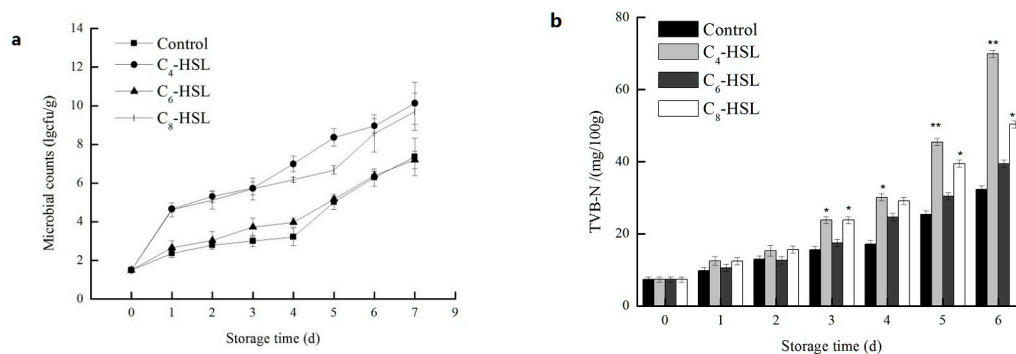 a
Microbial counts (lgcfu/g)
14
12
10
8
6
4
2
0
Control
C₄-HSL
C₆-HSL
C₈-HSL
0 1 2 3 4 5 6 7 9
Storage time (d)
b
TVB-N /(mg/100g)
80
60
40
20
0
Control
C₄-HSL
C₆-HSL
C₈-HSL
* * * ** * ** *
0 1 2 3 4 5 6
Storage time (d)